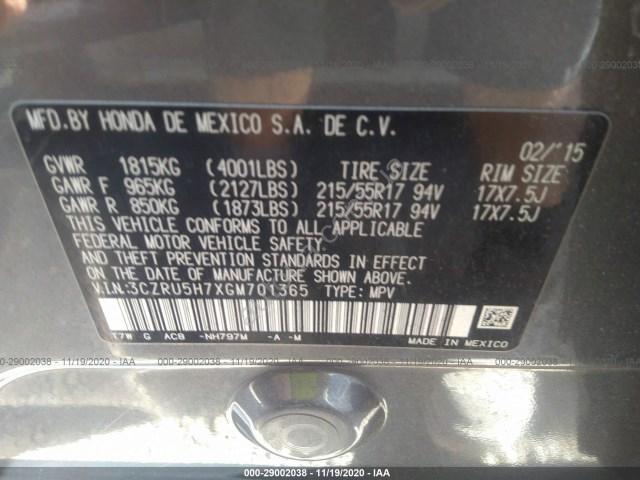 MFD.BY HONDA DE MEXICO S.A. DE C.V.
02/'15
GVWR 1815KG (4001LBS) TIRE SIZE RIM SIZE
GAWR F 965KG (2127LBS) 215/55R17 94V 17X7.5J
GAWR R 850KG (1873LBS) 215/55R17 94V 17X7.5J
THIS VEHICLE CONFORMS TO ALL APPLICABLE
FEDERAL MOTOR VEHICLE SAFETY
AND THEFT PREVENTION STANDARDS IN EFFECT
ON THE DATE OF MANUFACTURE SHOWN ABOVE.
V.I.N:3CZRU5H7XGM701365 TYPE: MPV
T7W G ACB -NH797M -A -M
MADE IN MEXICO
000-29002038 - 11/19/2020 - IAA
000-29002038 - 11/19/2020 - IAA
000-29002038 - 11/19/2020 - IAA
000-29002038 - 11/19/2020 - IAA